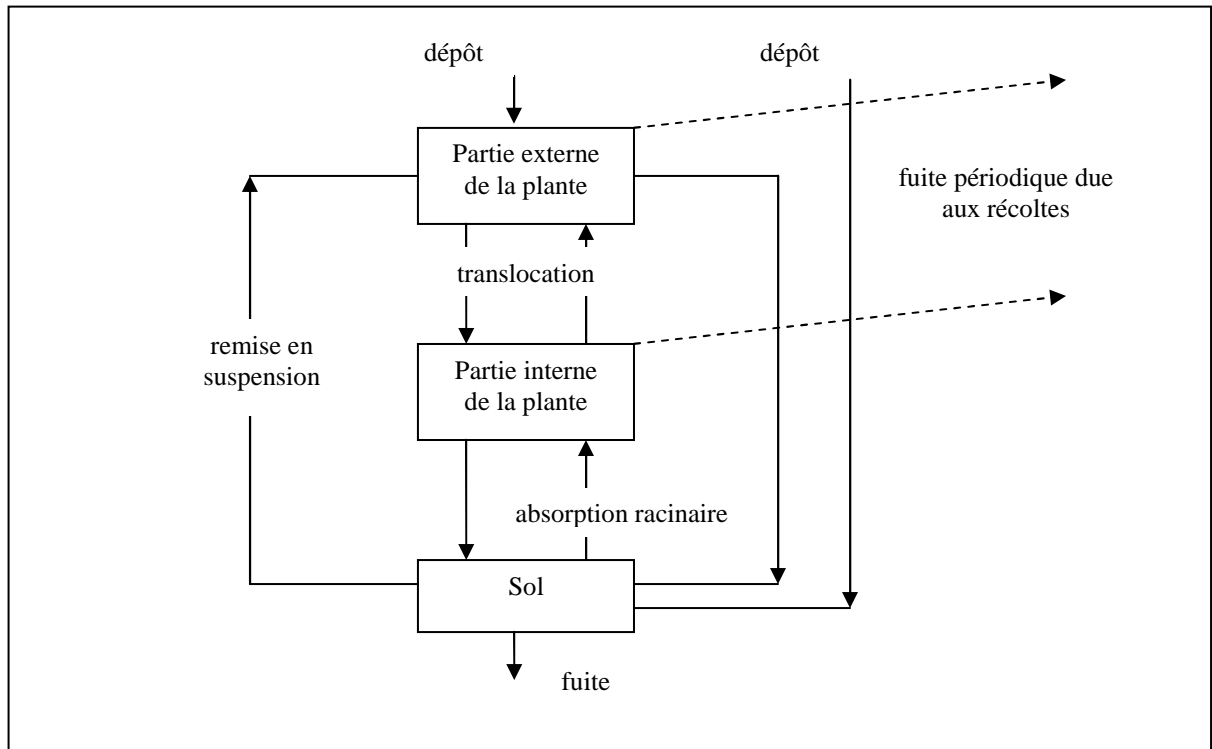 dépôt
dépôt
Partie externe
de la plante
fuite périodique due
aux récoltes
translocation
remise en
suspension
Partie interne
de la plante
absorption racinaire
Sol
fuite